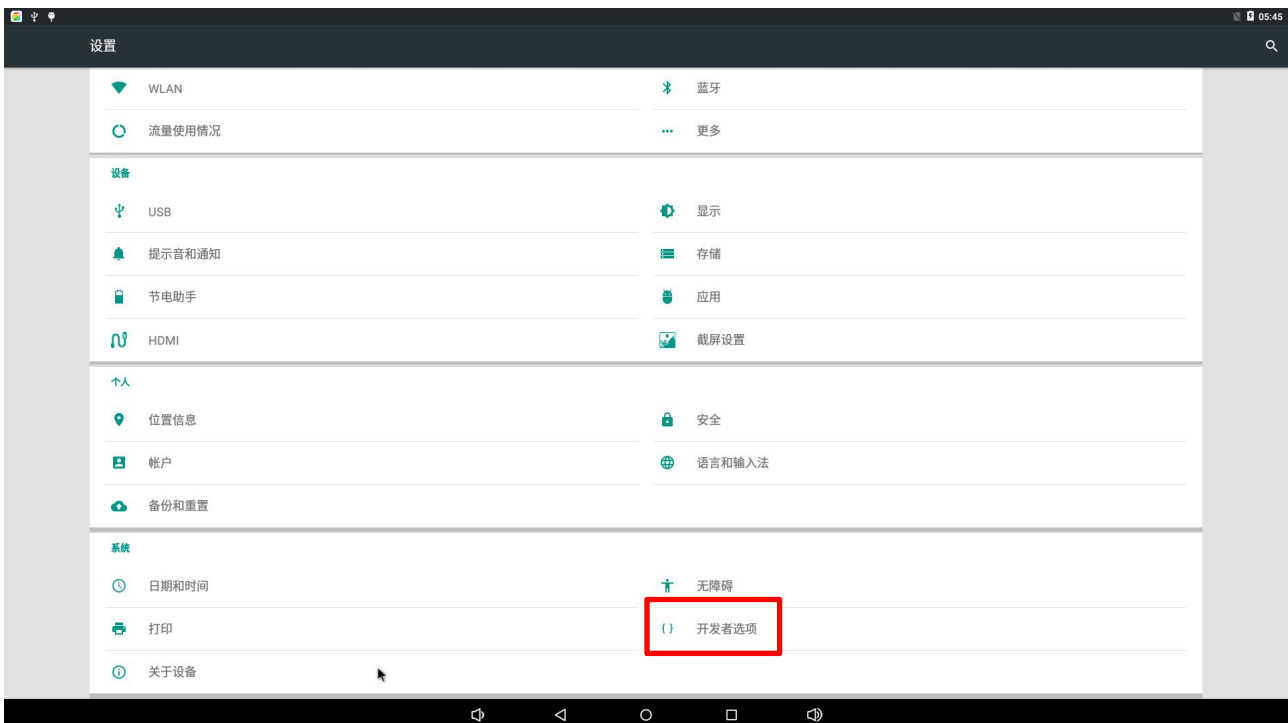 05:45
设置
WLAN
蓝牙
流量使用情况
更多
设备
USB
显示
提示音和通知
存储
节电助手
应用
HDMI
截屏设置
个人
位置信息
安全
帐户
语言和输入法
备份和重置
系统
日期和时间
无障碍
打印
{ } 开发者选项
关于设备